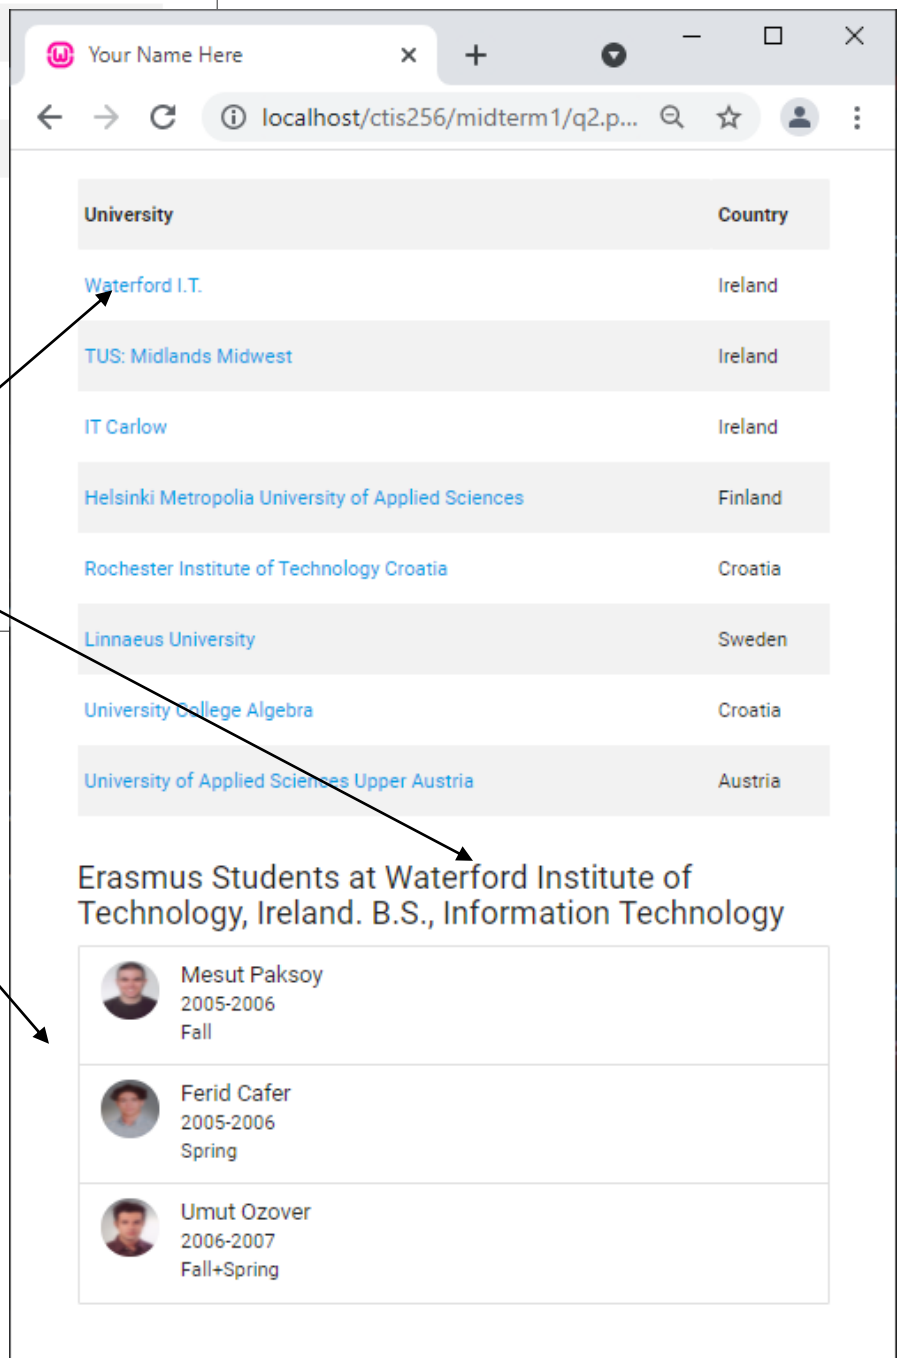 Your Name Here
localhost/ctis256/midterm1/q2.p...
University Country
Waterford I.T. Ireland
TUS: Midlands Midwest Ireland
IT Carlow Ireland
Helsinki Metropolia University of Applied Sciences Finland
Rochester Institute of Technology Croatia Croatia
Linnaeus University Sweden
University College Algebra Croatia
University of Applied Sciences Upper Austria Austria
Erasmus Students at Waterford Institute of
Technology, Ireland. B.S., Information Technology
Mesut Paksoy
2005-2006
Fall
Ferid Cafer
2005-2006
Spring
Umut Ozover
2006-2007
Fall+Spring